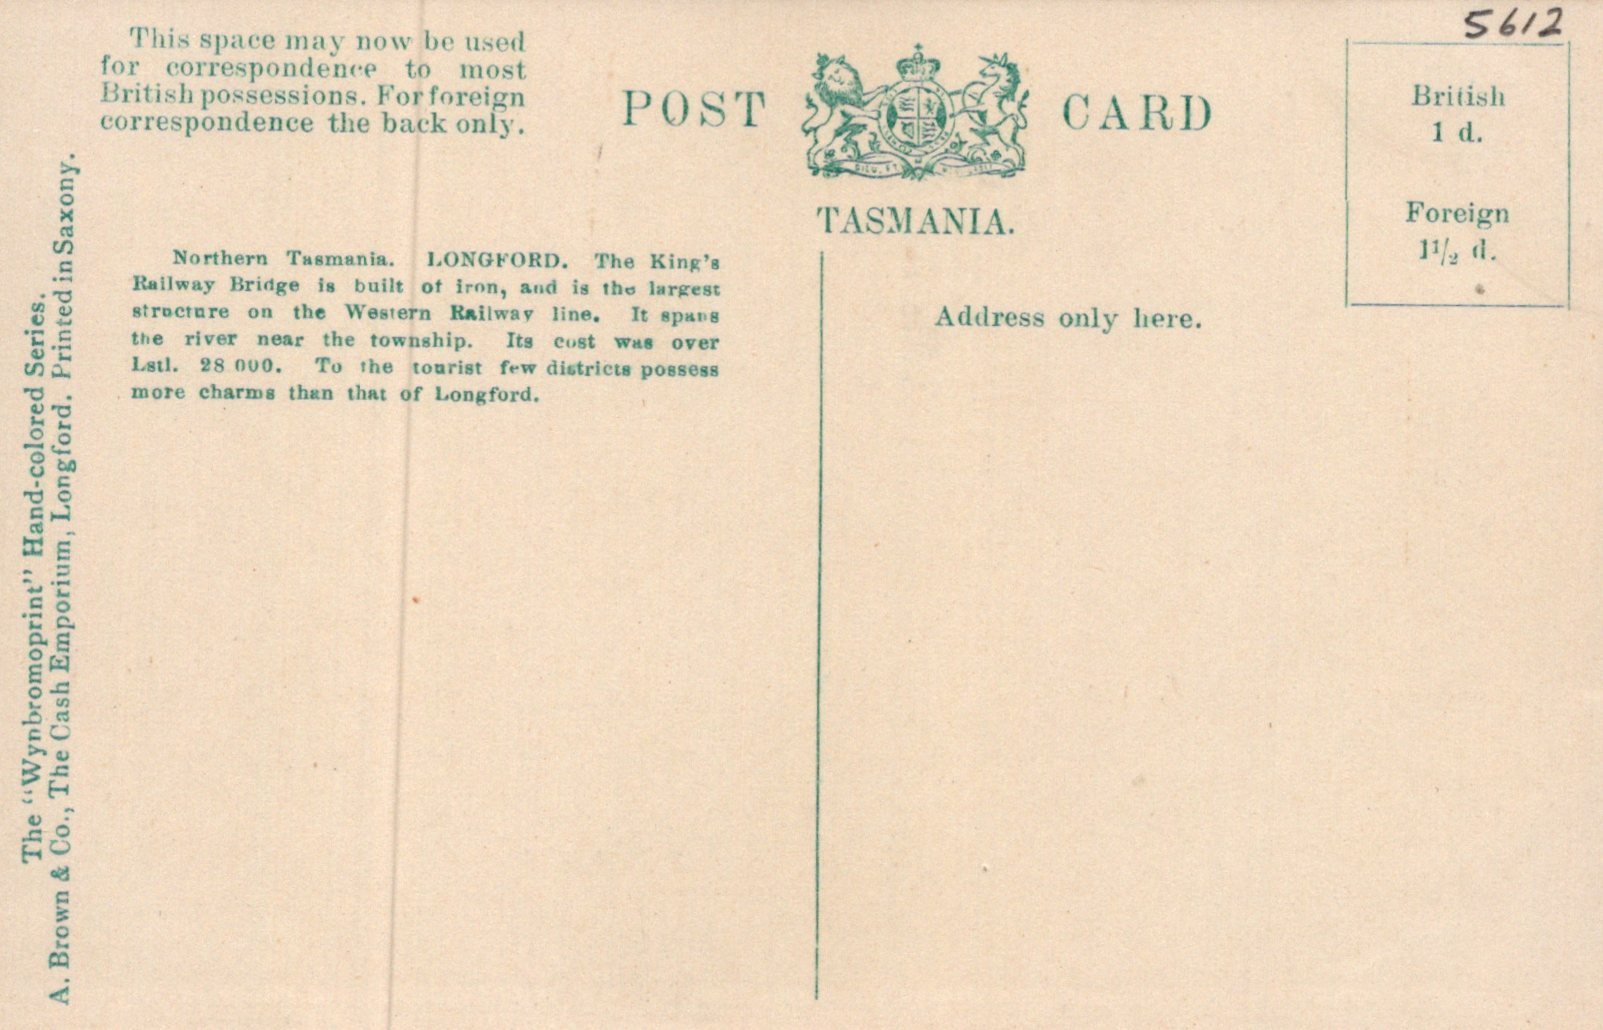 5612
This space may now be used
for correspondence to most
British possessions. For foreign
correspondence the back only.
POST CARD
TASMANIA.
British
1 d.
Foreign
1 1/2 d.
Northern Tasmania. LONGFORD. The King's
Railway Bridge is built of iron, and is the largest
structure on the Western Railway line. It spans
the river near the township. Its cost was over
Lstl. 28 000. To the tourist few districts possess
more charms than that of Longford.
Address only here.
The "Wynbromoprint" Hand-colored Series.
A. Brown & Co., The Cash Emporium, Longford. Printed in Saxony.